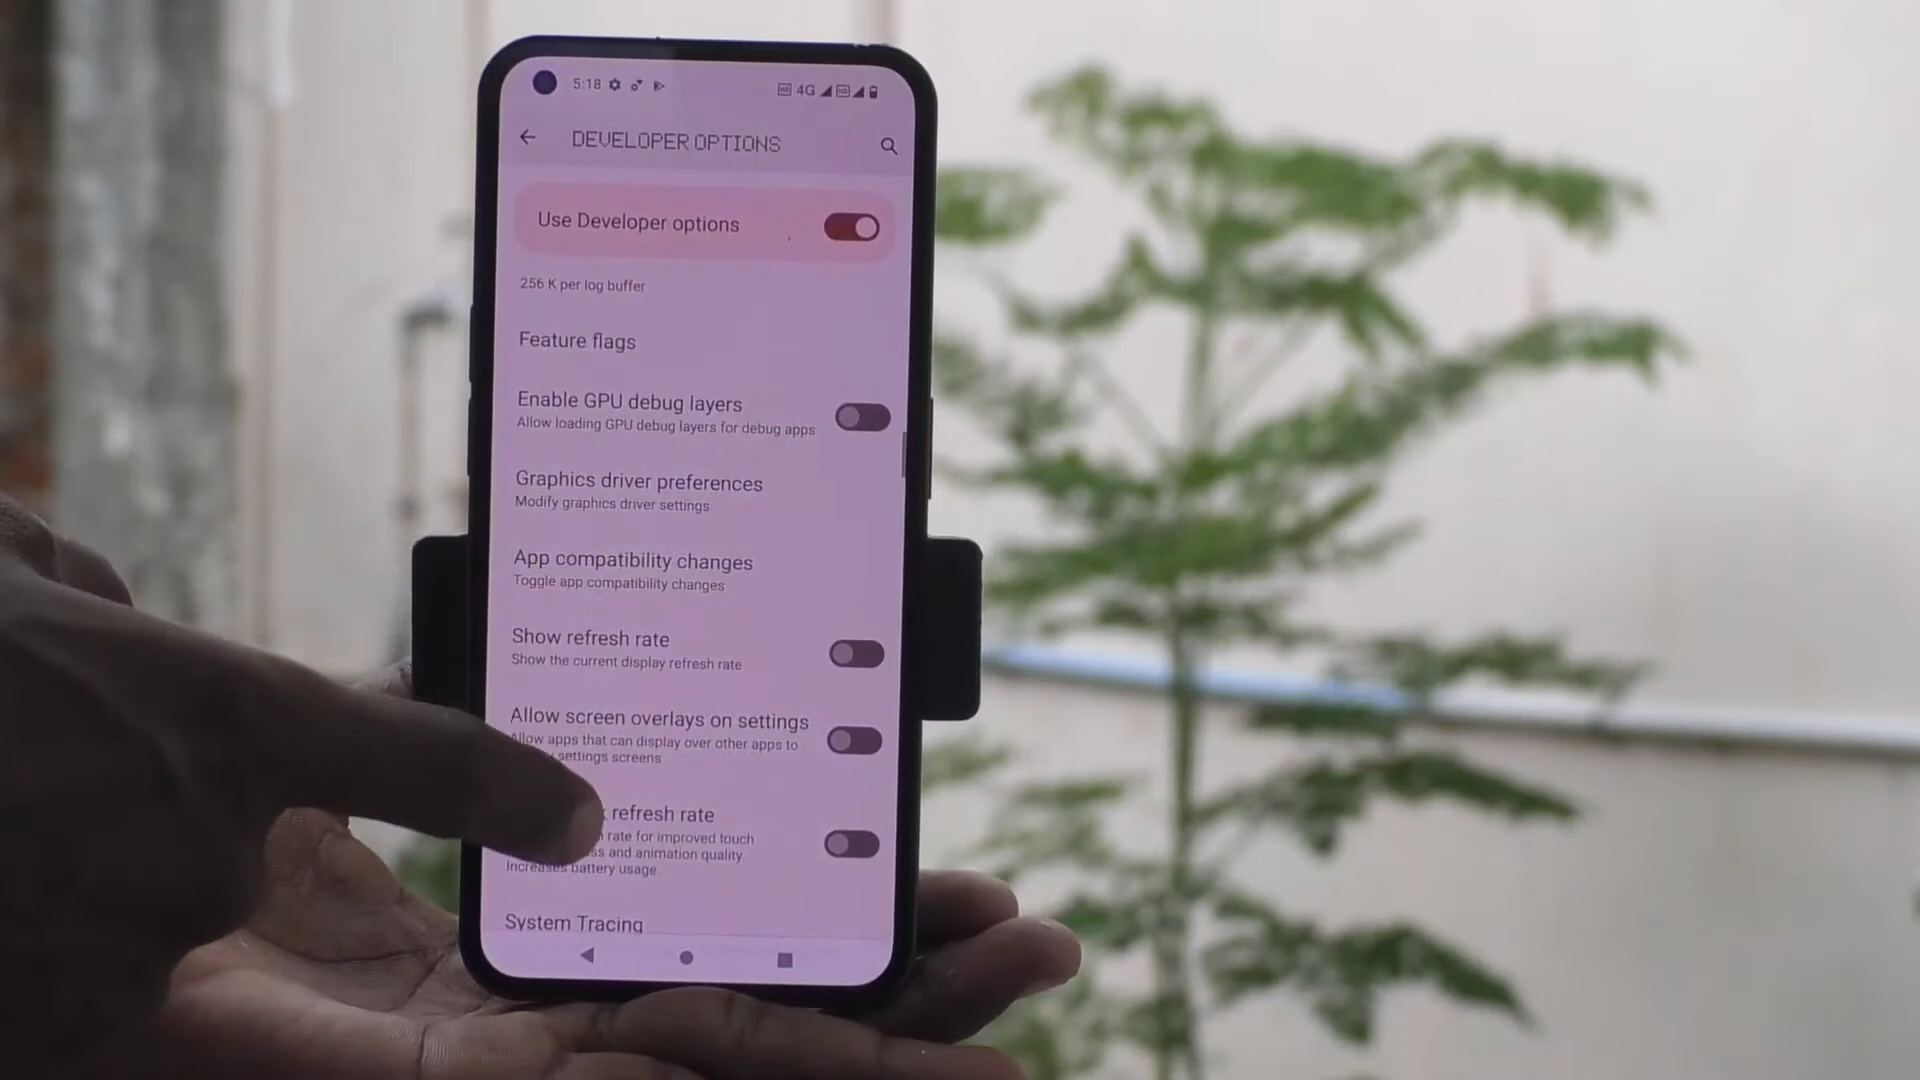 5:18 4G
DEVELOPER OPTIONS
Use Developer options
256 K per log buffer
Feature flags
Enable GPU debug layers
Allow loading GPU debug layers for debug apps
Graphics driver preferences
Modify graphics driver settings
App compatibility changes
Toggle app compatibility changes
Show refresh rate
Show the current display refresh rate
Allow screen overlays on settings
Allow apps that can display over other apps to
settings screens
refresh rate
rate for improved touch
and animation quality.
Increases battery usage.
System Tracing